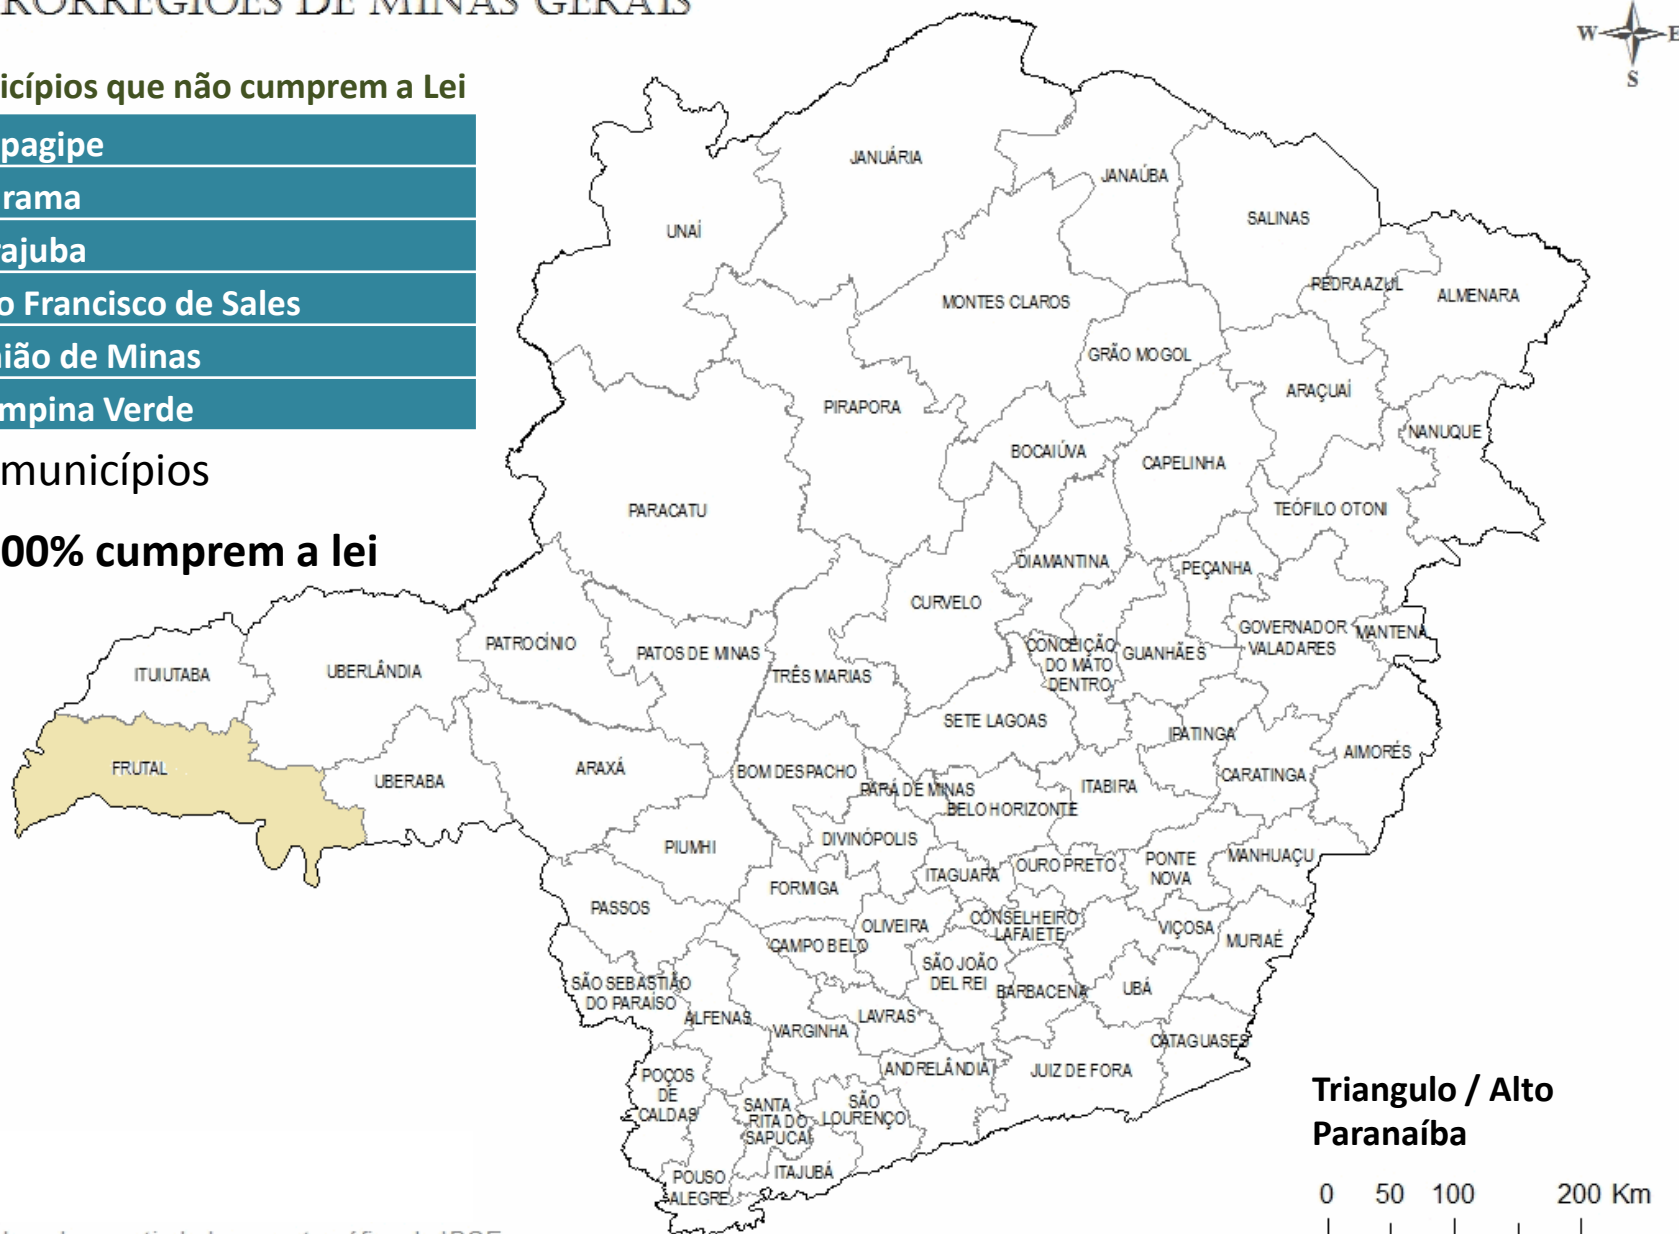 RORREGIÕES DE MINAS GERAIS
W E
S
icípios que não cumprem a Lei
pagipe
rama
ajuba
o Francisco de Sales
ião de Minas
mpina Verde
municípios
00% cumprem a lei
JANUÁRIA
JANAÚBA
SALINAS
UNAÍ
PEDRA AZUL
ALMENARA
MONTES CLAROS
GRÃO MOGOL
ARAÇUAÍ
PIRAPORA
NANUQUE
BOCAIÚVA
CAPELINHA
PARACATU
TEÓFILO OTONI
DIAMANTINA
PEÇANHA
CURVELO
GOVERNADOR
VALADARES
MANTENA
PATROCÍNIO
PATOS DE MINAS
CONCEIÇÃO
DO MATO
DENTRO
GUANHÃES
ITUIUTABA
UBERLÂNDIA
TRÊS MARIAS
SETE LAGOAS
IPATINGA
AIMORÉS
FRUTAL
UBERABA
ARAXÁ
BOM DESPACHO
PARÁ DE MINAS
BELO HORIZONTE
ITABIRA
CARATINGA
PIUMHI
DIVINÓPOLIS
ITAGUARA
OURO PRETO
PONTE
NOVA
MANHUAÇU
FORMIGA
PASSOS
OLIVEIRA
CONSELHEIRO
LAFAIETE
VIÇOSA
MURIAÉ
CAMPO BELO
SÃO JOÃO
DEL REI
BARBACENA
UBÁ
SÃO SEBASTIÃO
DO PARAÍSO
ALFENAS
VARGINHA
LAVRAS
CATAGUASES
ANDRELÂNDIA
JUIZ DE FORA
POÇOS
DE
CALDAS
SANTA
RITA DO
SAPUCAÍ
SÃO
LOURENÇO
POUSO
ALEGRE
ITAJUBÁ
Triangulo / Alto
Paranaíba
0 50 100 200 Km